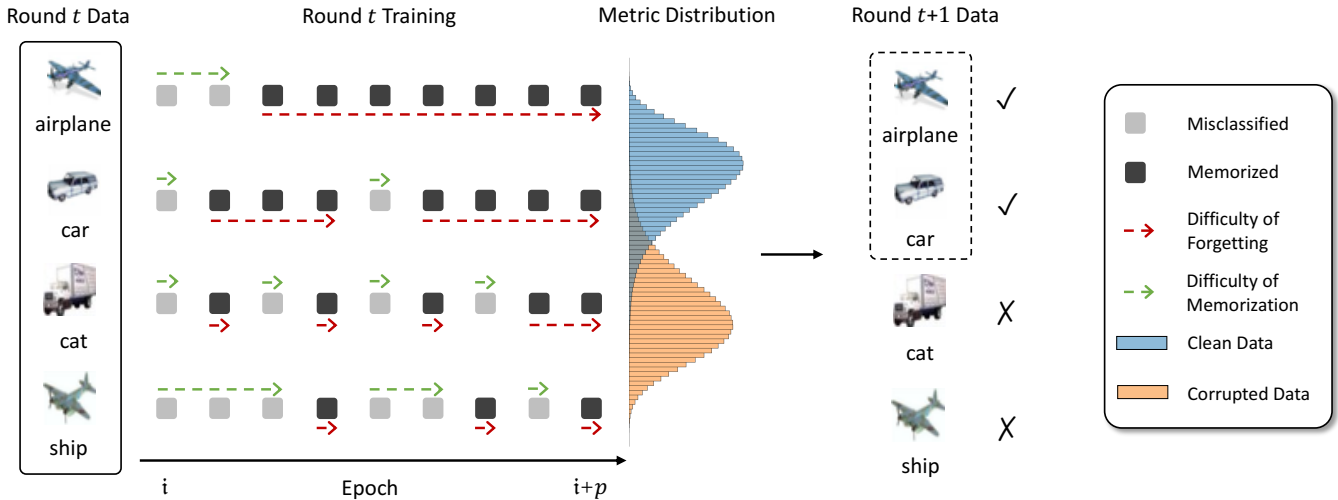 Round t Data
Round t Training
Metric Distribution
Round t+1 Data
airplane
car
cat
ship
i
Epoch
i+p
airplane
✓
car
✓
cat
✗
ship
✗
Misclassified
Memorized
Difficulty of
Forgetting
Difficulty of
Memorization
Clean Data
Corrupted Data